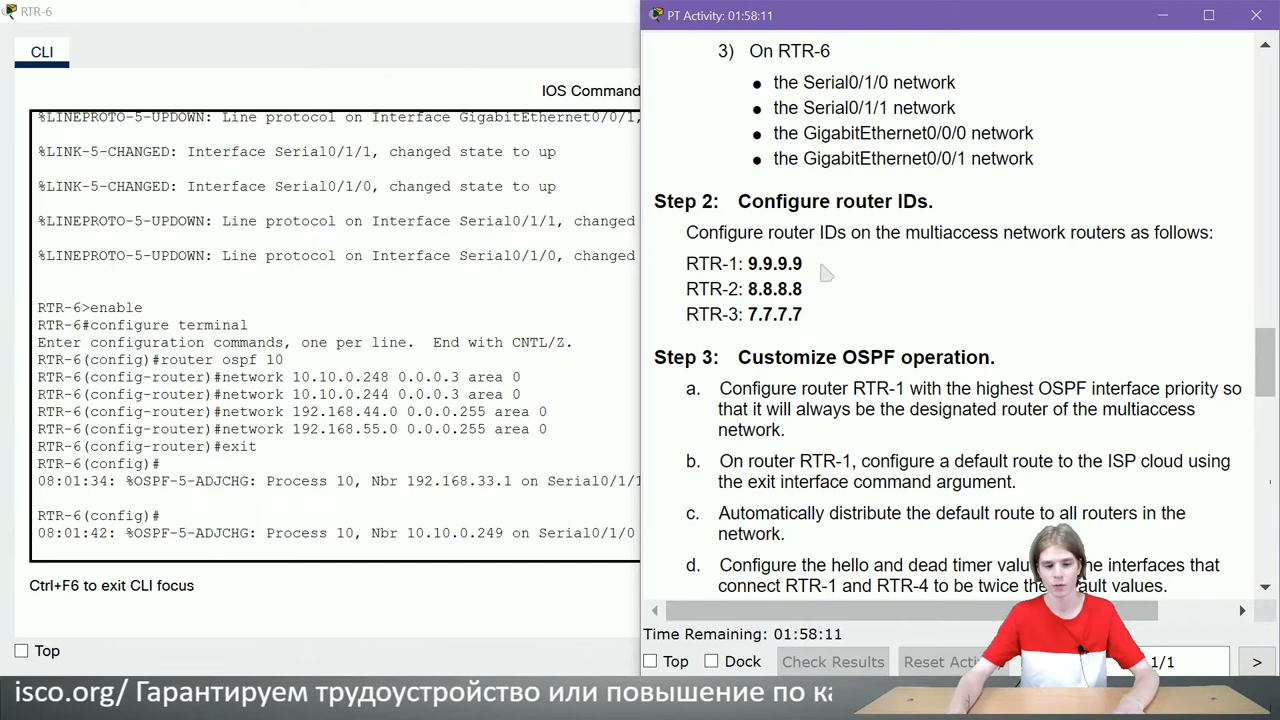 RTR-6
CLI
IOS Command
%LINEPROTO-5-UPDOWN: Line protocol on Interface GigabitEthernet0/0/1,
%LINK-5-CHANGED: Interface Serial0/1/1, changed state to up
%LINK-5-CHANGED: Interface Serial0/1/0, changed state to up
%LINEPROTO-5-UPDOWN: Line protocol on Interface Serial0/1/1, changed
%LINEPROTO-5-UPDOWN: Line protocol on Interface Serial0/1/0, changed
RTR-6>enable
RTR-6#configure terminal
Enter configuration commands, one per line. End with CNTL/Z.
RTR-6(config)#router ospf 10
RTR-6(config-router)#network 10.10.0.248 0.0.0.3 area 0
RTR-6(config-router)#network 10.10.0.244 0.0.0.3 area 0
RTR-6(config-router)#network 192.168.44.0 0.0.0.255 area 0
RTR-6(config-router)#network 192.168.55.0 0.0.0.255 area 0
RTR-6(config-router)#exit
RTR-6(config)#
08:01:34: %OSPF-5-ADJCHG: Process 10, Nbr 192.168.33.1 on Serial0/1/1
RTR-6(config)#
08:01:42: %OSPF-5-ADJCHG: Process 10, Nbr 10.10.0.249 on Serial0/1/0
Ctrl+F6 to exit CLI focus
Top
PT Activity: 01:58:11
3) On RTR-6
● the Serial0/1/0 network
● the Serial0/1/1 network
● the GigabitEthernet0/0/0 network
● the GigabitEthernet0/0/1 network
Step 2: Configure router IDs.
Configure router IDs on the multiaccess network routers as follows:
RTR-1: 9.9.9.9
RTR-2: 8.8.8.8
RTR-3: 7.7.7.7
Step 3: Customize OSPF operation.
a. Configure router RTR-1 with the highest OSPF interface priority so
that it will always be the designated router of the multiaccess
network.
b. On router RTR-1, configure a default route to the ISP cloud using
the exit interface command argument.
c. Automatically distribute the default route to all routers in the
network.
d. Configure the hello and dead timer interfaces that
connect RTR-1 and RTR-4 to be twice values.
Time Remaining: 01:58:11
Top Dock Check Results Reset 1/1 >
isco.org/ Гарантируем трудоустройство или повышение по